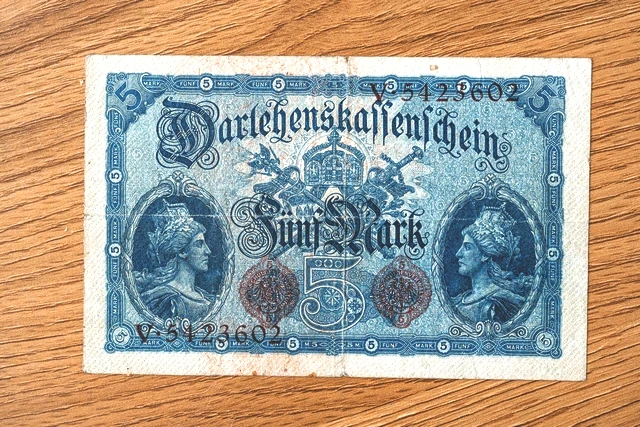 V·5423602
Darlehenskassenschein
Fünf Mark
5
V·5423602